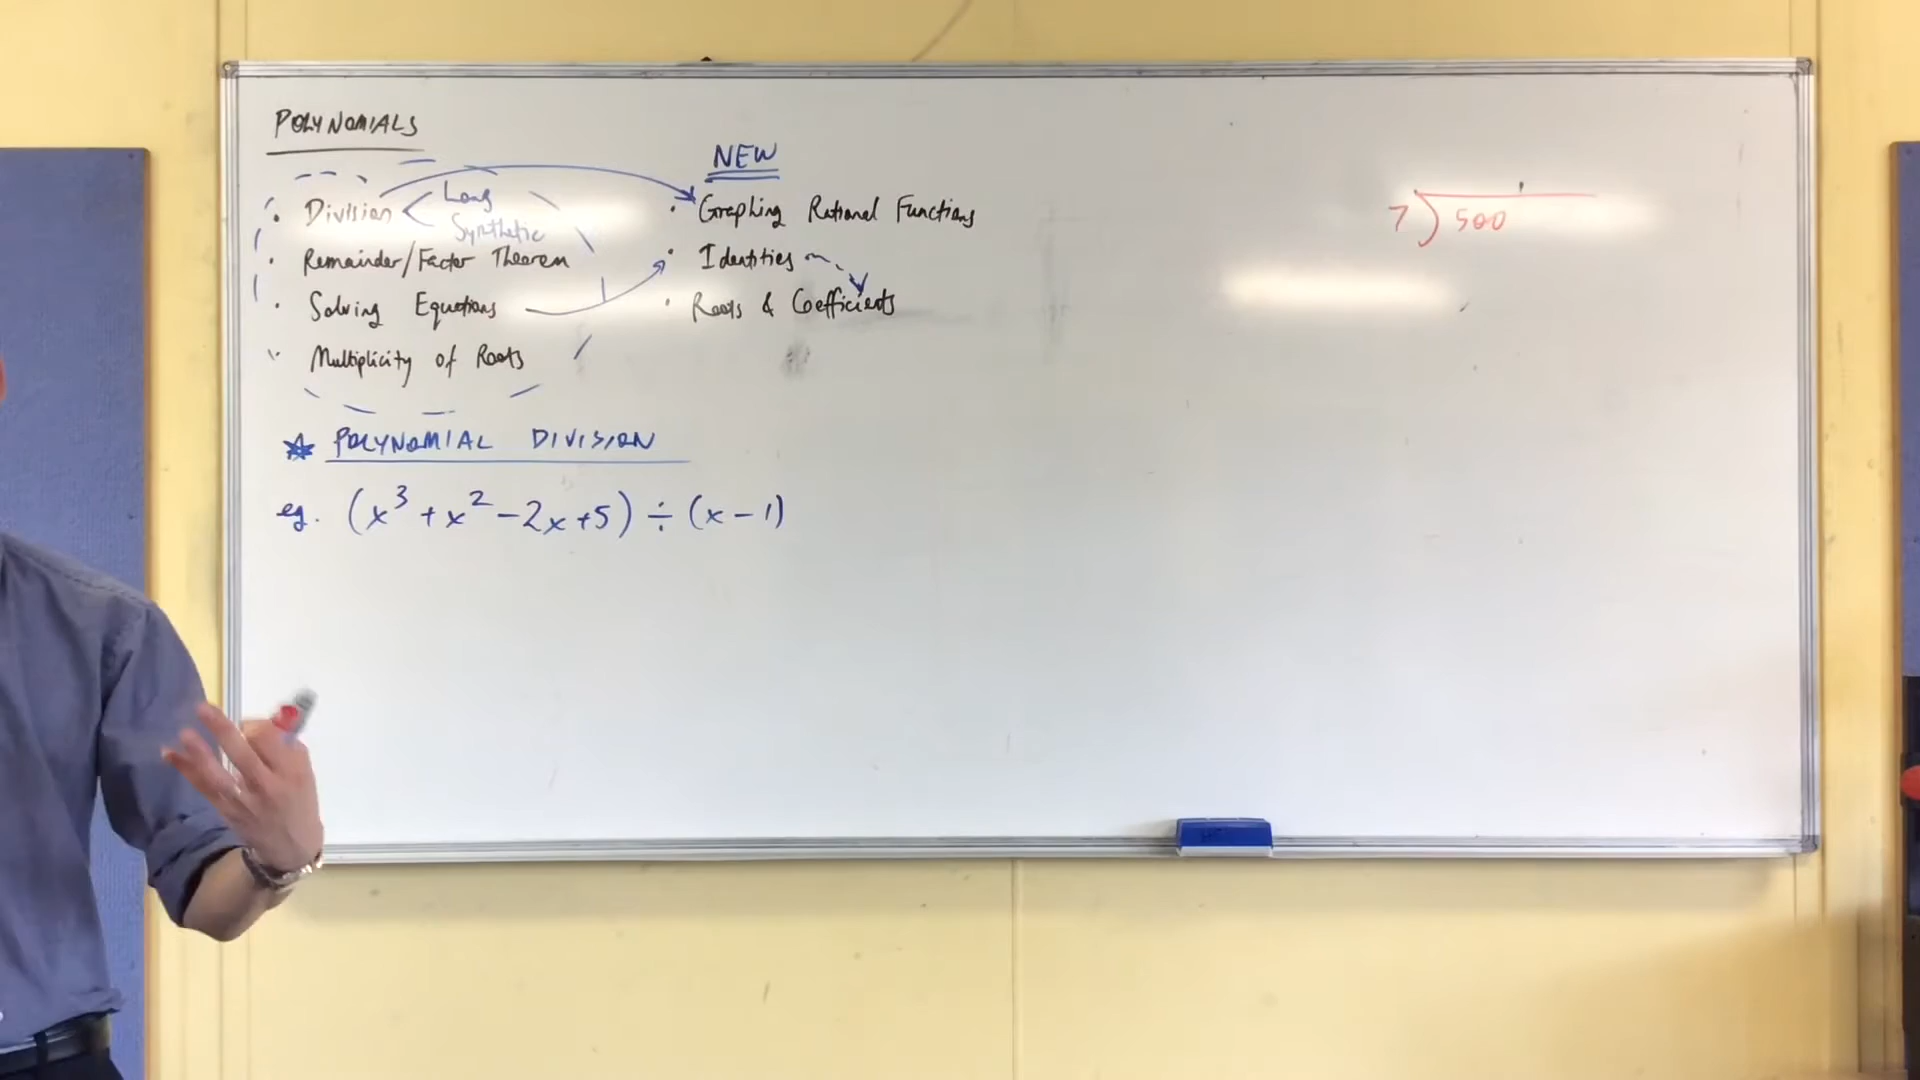 POLYNOMIALS
• Division < Long
Synthetic
• Remainder/Factor Theorem
• Solving Equations
• Multiplicity of Roots
NEW
• Graphing Rational Functions
• Identities
• Roots & Coefficients
7)500
★ POLYNOMIAL DIVISION
eg. (x³ + x² - 2x + 5) ÷ (x - 1)